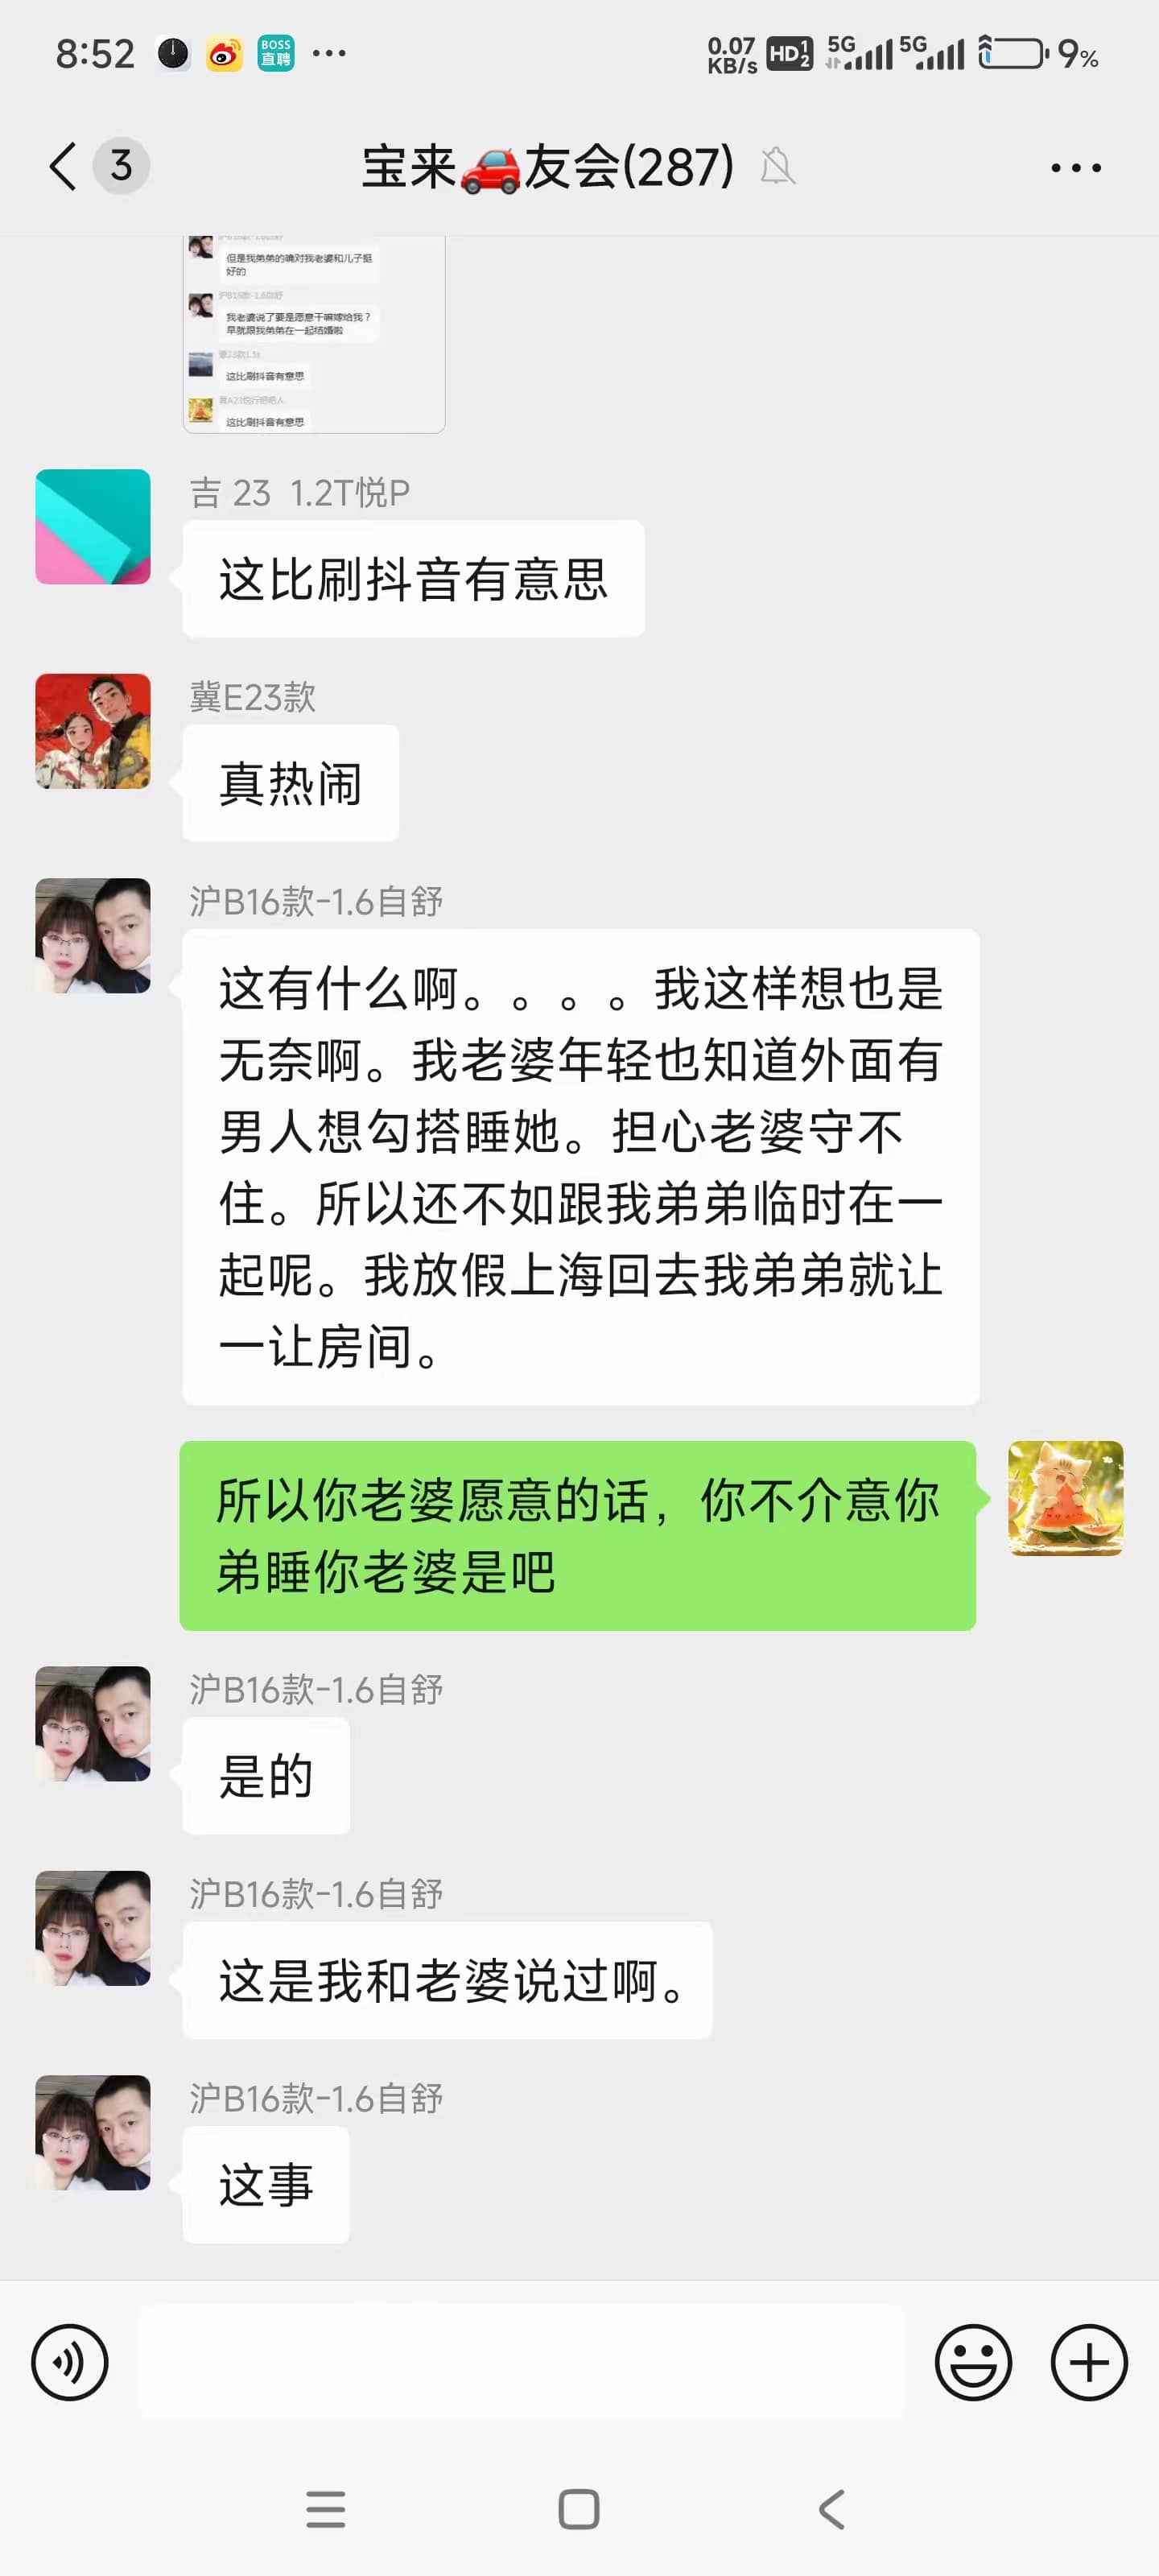 8:52
BOSS
直聘
0.07
KB/s
HD 1
2
5G
5G
9%
3
宝来🚗友会(287)
但是我弟弟的确对我老婆和儿子挺
好的
我老婆说了要是愿意干嘛嫁给我？
早就跟我弟弟在一起结婚啦
这比刷抖音有意思
这比刷抖音有意思
吉 23 1.2T悦P
这比刷抖音有意思
冀E23款
真热闹
沪B16款-1.6自舒
这有什么啊。。。。我这样想也是
无奈啊。我老婆年轻也知道外面有
男人想勾搭睡她。担心老婆守不
住。所以还不如跟我弟弟临时在一
起呢。我放假上海回去我弟弟就让
一让房间。
所以你老婆愿意的话，你不介意你
弟睡你老婆是吧
沪B16款-1.6自舒
是的
沪B16款-1.6自舒
这是我和老婆说过啊。
沪B16款-1.6自舒
这事